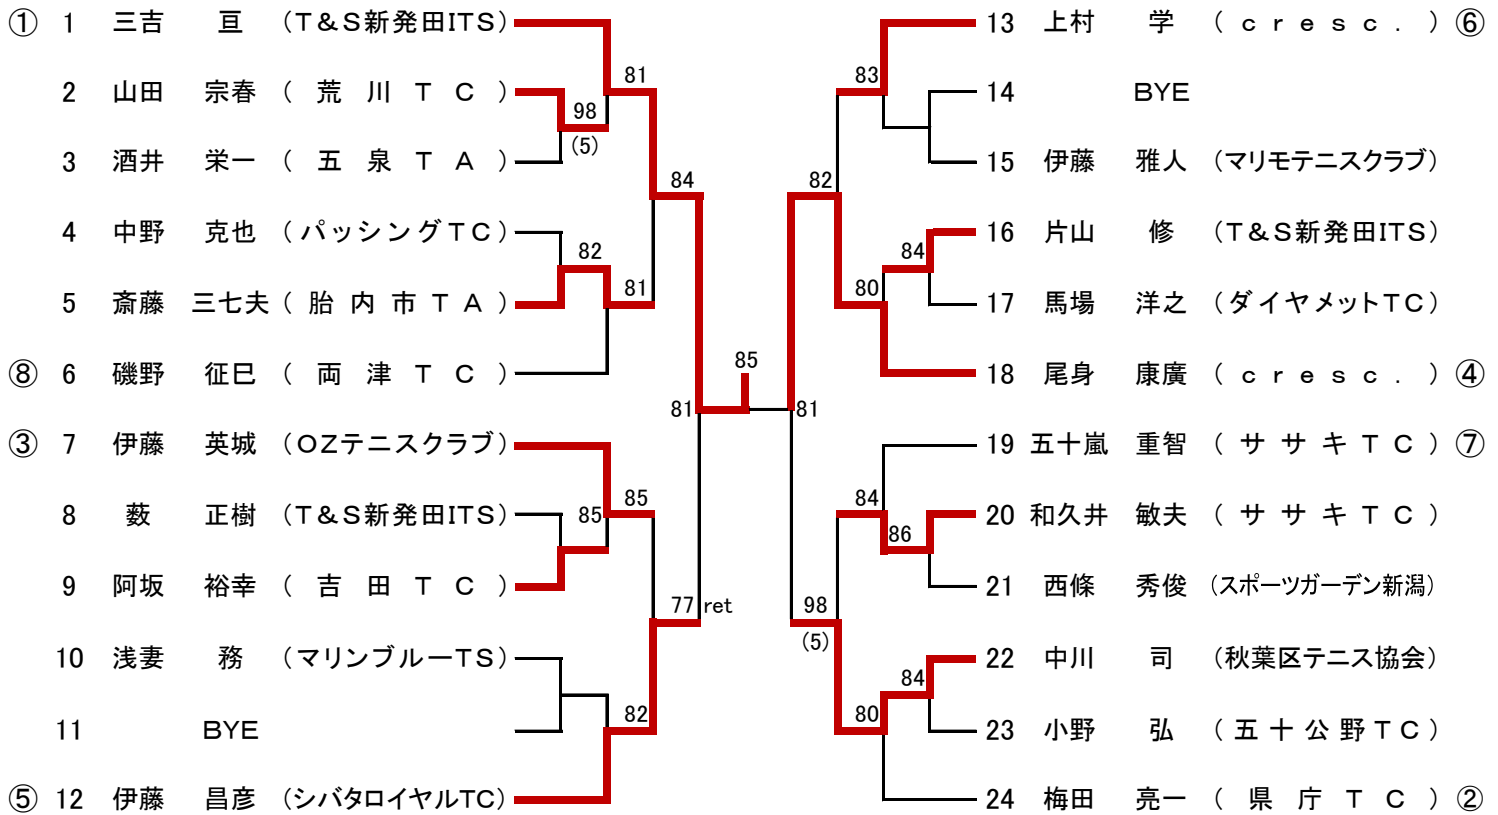 ① 1 三吉 亘 (T&S新発田ITS)
81
2 山田 宗春 ( 荒 川 T C )
98
(5)
3 酒井 栄一 ( 五 泉 T A )
84
4 中野 克也 (パッシングTC)
82
81
5 斎藤 三七夫 ( 胎 内 市 T A )
⑧ 6 磯野 征巳 ( 両 津 T C )
81
③ 7 伊藤 英城 (OZテニスクラブ)
85
8 薮 正樹 (T&S新発田ITS)
85
9 阿坂 裕幸 ( 吉 田 T C )
77 ret
10 浅妻 務 (マリンブルーTS)
82
11 BYE
⑤ 12 伊藤 昌彦 (シバタロイヤルTC)
85
13 上村 学 ( c r e s c . ) ⑥
83
14 BYE
15 伊藤 雅人 (マリモテニスクラブ)
82
16 片山 修 (T&S新発田ITS)
84
80
17 馬場 洋之 (ダイヤメットTC)
18 尾身 康廣 ( c r e s c . ) ④
81
19 五十嵐 重智 ( サ サ キ T C ) ⑦
84
20 和久井 敏夫 ( サ サ キ T C )
86
21 西條 秀俊 (スポーツガーデン新潟)
98
(5)
22 中川 司 (秋葉区テニス協会)
84
80
23 小野 弘 ( 五 十 公 野 T C )
24 梅田 亮一 ( 県 庁 T C ) ②